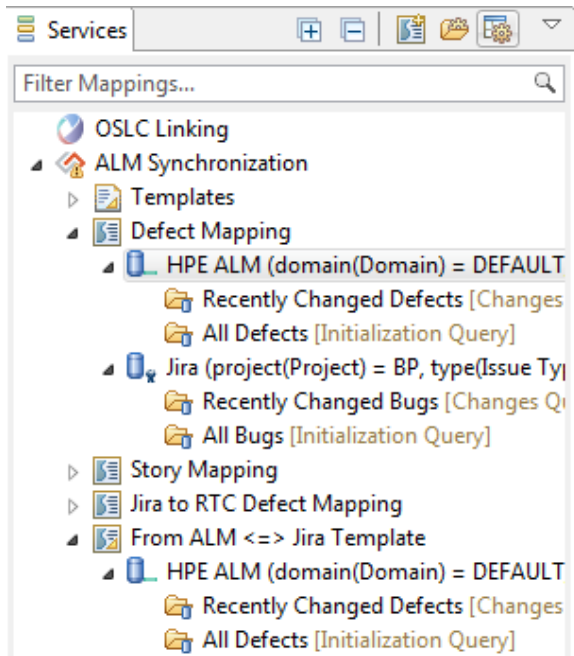 Services
Filter Mappings...
OSLC Linking
ALM Synchronization
Templates
Defect Mapping
HPE ALM (domain(Domain) = DEFAULT
Recently Changed Defects [Changes
All Defects [Initialization Query]
Jira (project(Project) = BP, type(Issue Ty
Recently Changed Bugs [Changes Q
All Bugs [Initialization Query]
Story Mapping
Jira to RTC Defect Mapping
From ALM <=> Jira Template
HPE ALM (domain(Domain) = DEFAULT
Recently Changed Defects [Changes
All Defects [Initialization Query]